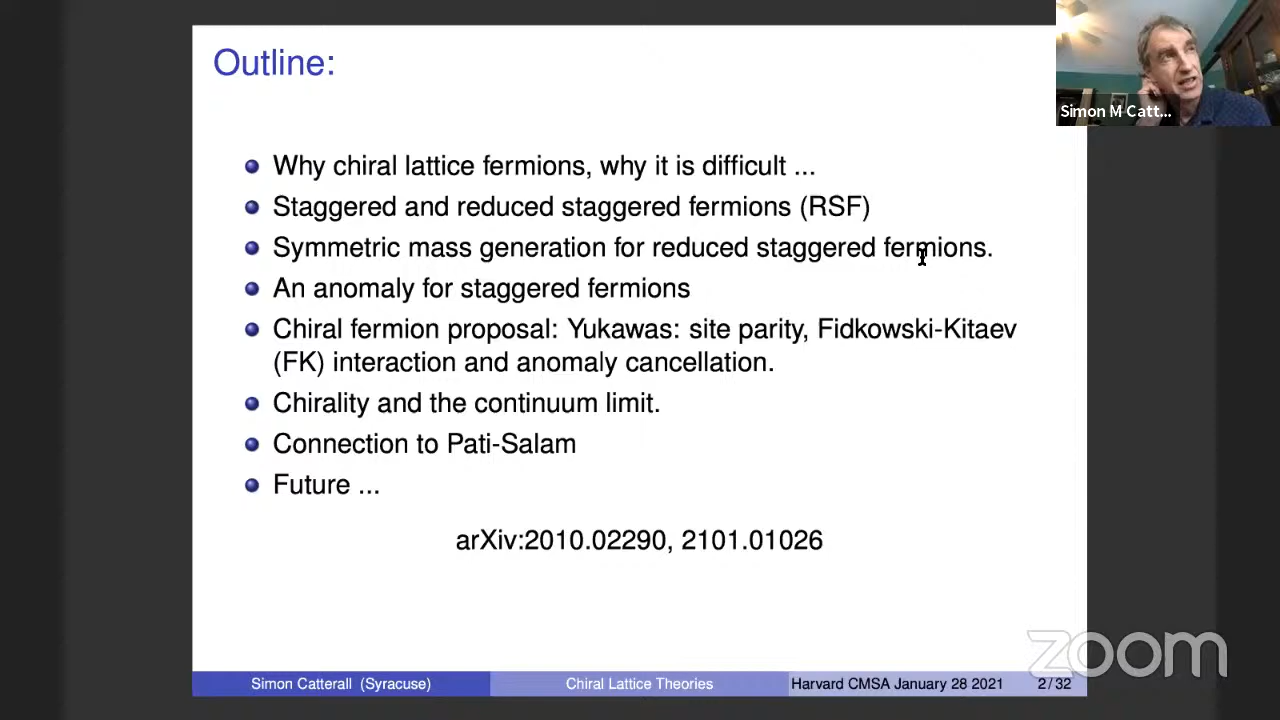 Outline:
Simon M Catt...
Why chiral lattice fermions, why it is difficult ...
Staggered and reduced staggered fermions (RSF)
Symmetric mass generation for reduced staggered fermions.
An anomaly for staggered fermions
Chiral fermion proposal: Yukawas: site parity, Fidkowski-Kitaev
(FK) interaction and anomaly cancellation.
Chirality and the continuum limit.
Connection to Pati-Salam
Future ...
arXiv:2010.02290, 2101.01026
zoom
Simon Catterall (Syracuse) Chiral Lattice Theories Harvard CMSA January 28 2021 2/32